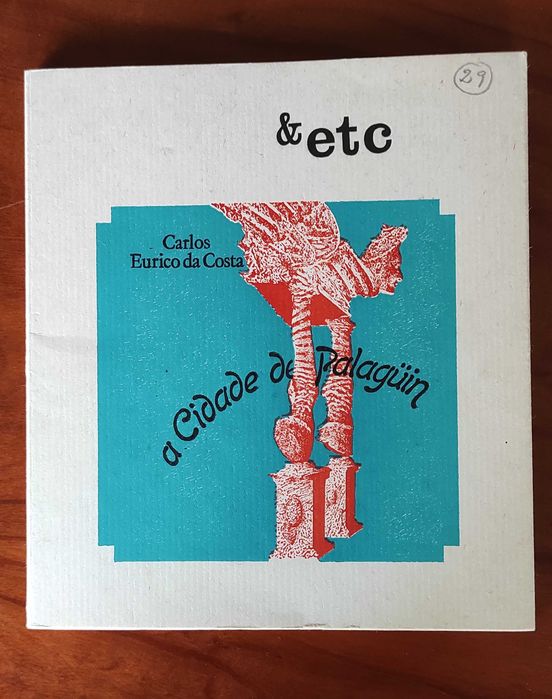 29
& etc
Carlos
Eurico da Costa
a Cidade de Palagüin